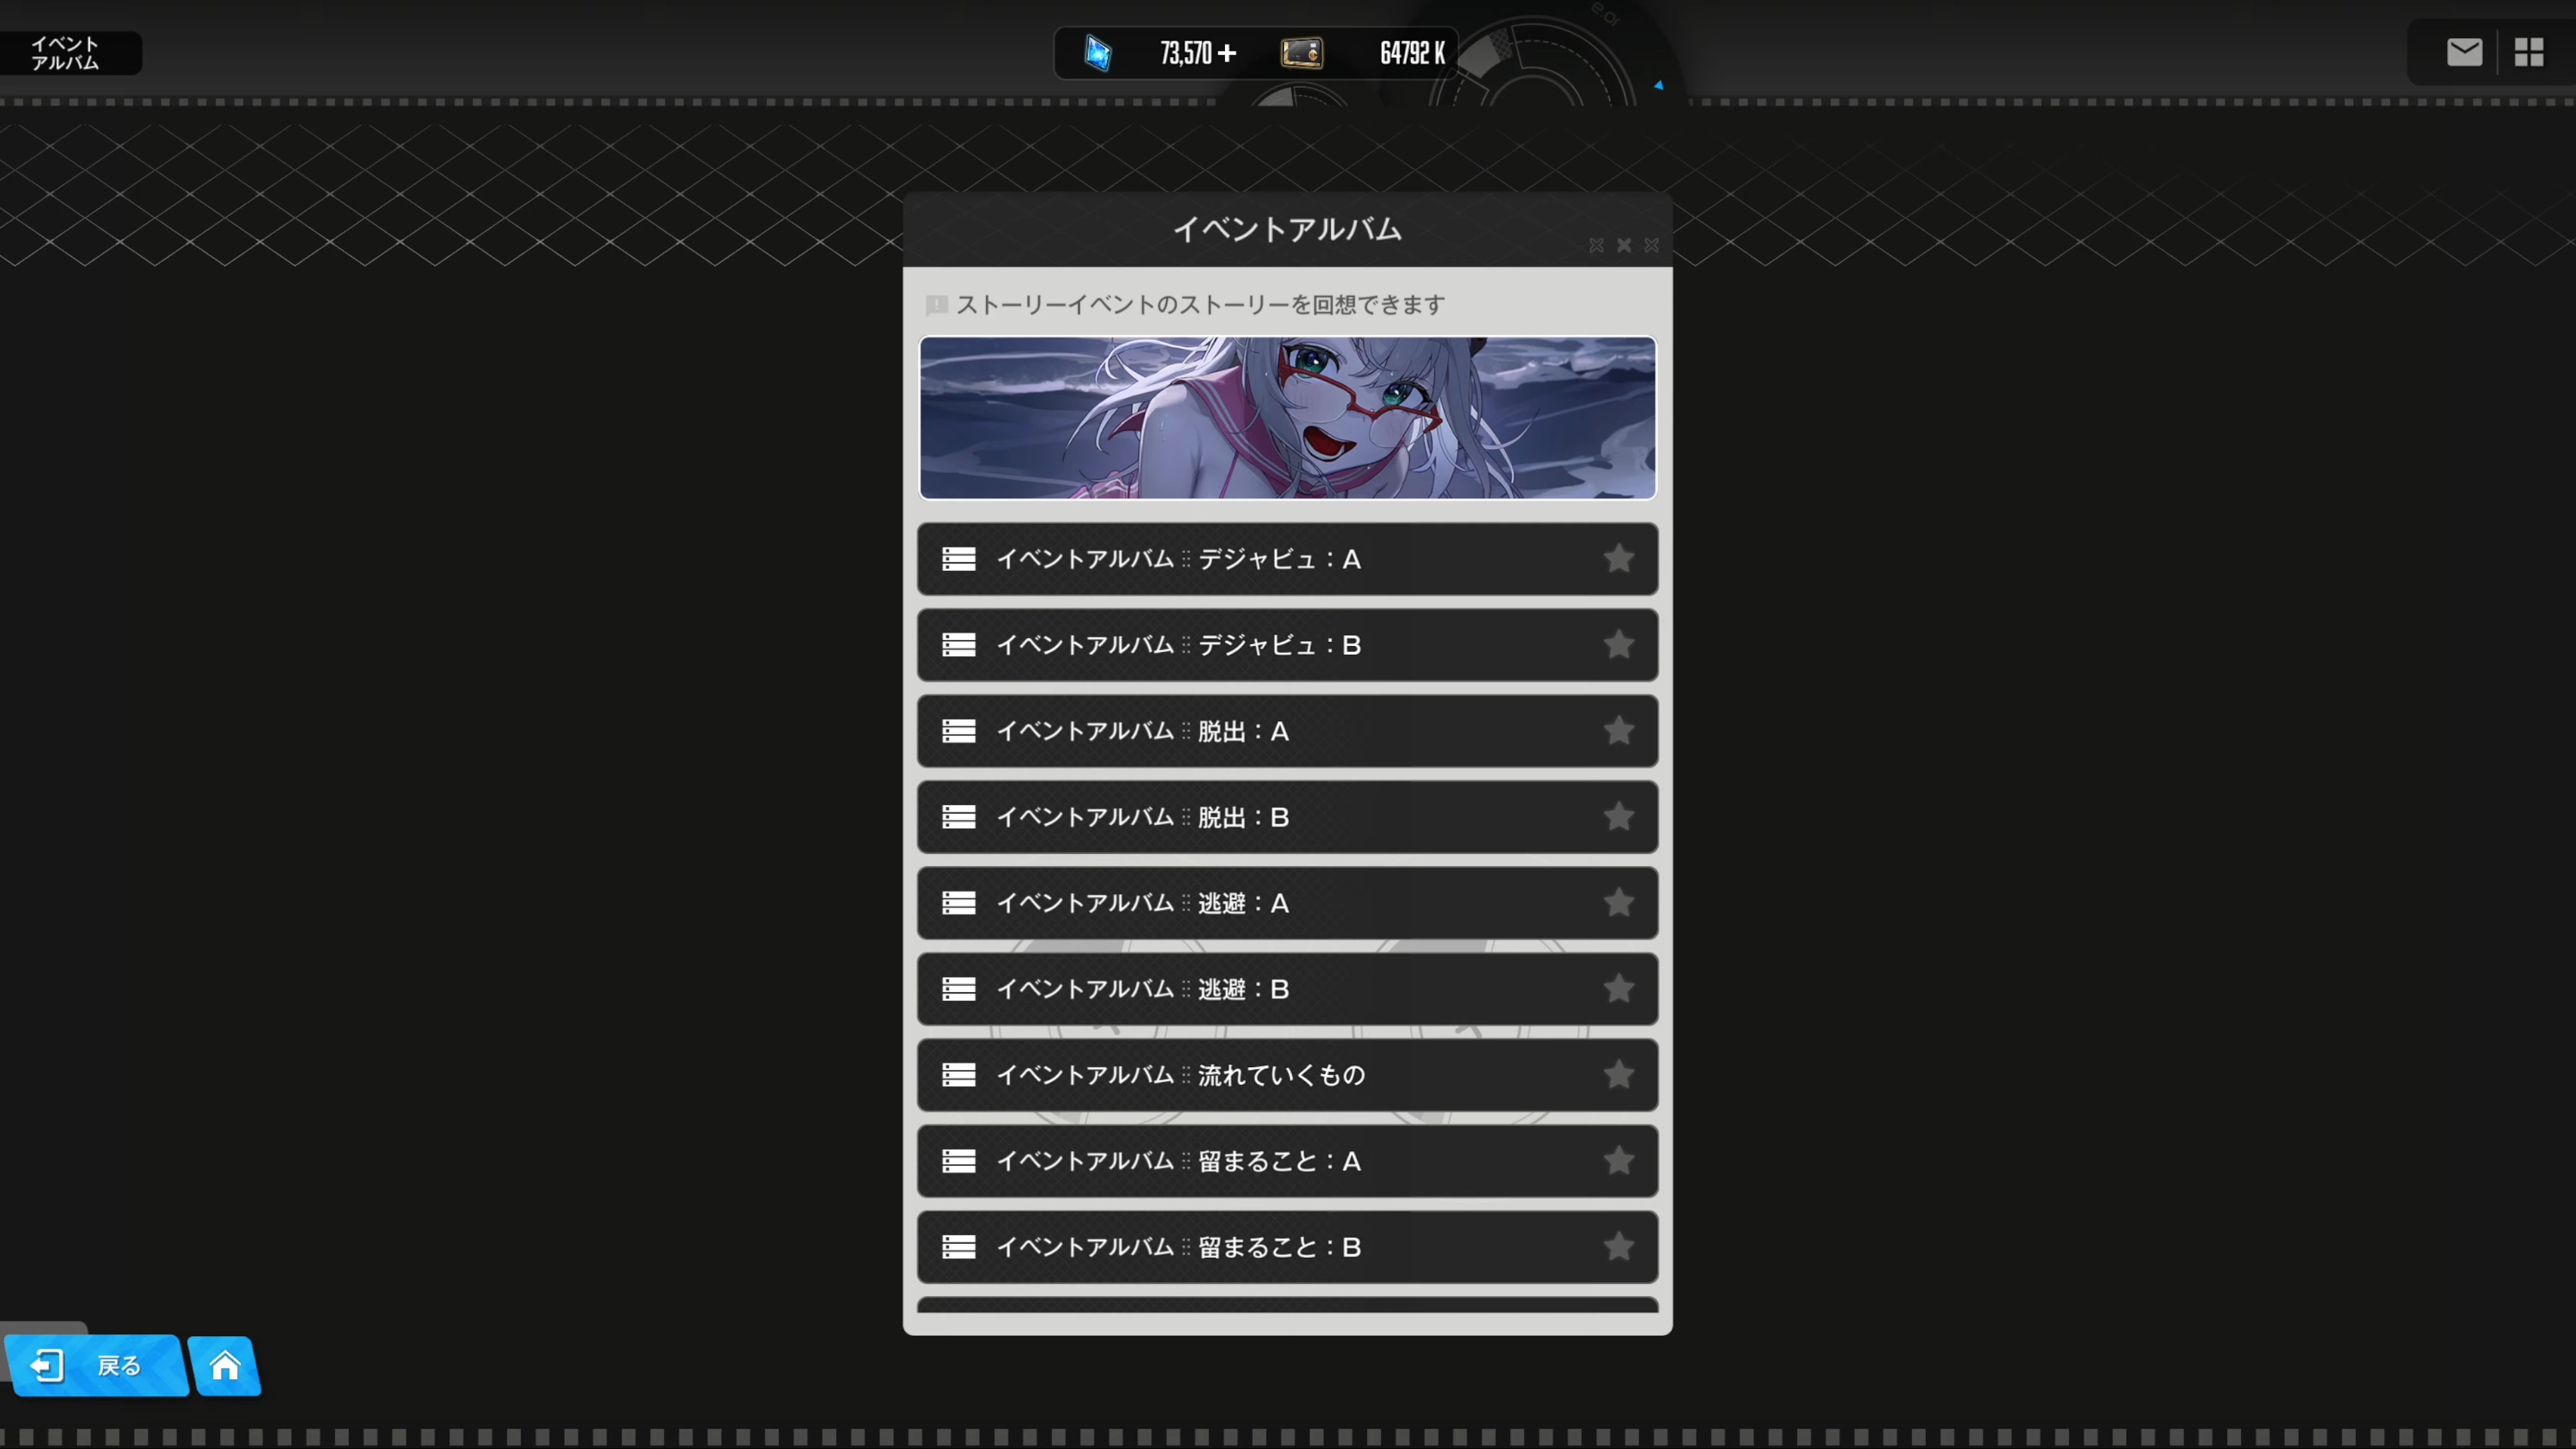 イベント
アルバム
73,570 +
64792 K
イベントアルバム
ストーリーイベントのストーリーを回想できます
イベントアルバム :: デジャビュ：A
イベントアルバム :: デジャビュ：B
イベントアルバム :: 脱出：A
イベントアルバム :: 脱出：B
イベントアルバム :: 逃避：A
イベントアルバム :: 逃避：B
イベントアルバム :: 流れていくもの
イベントアルバム :: 留まること：A
イベントアルバム :: 留まること：B
戻る